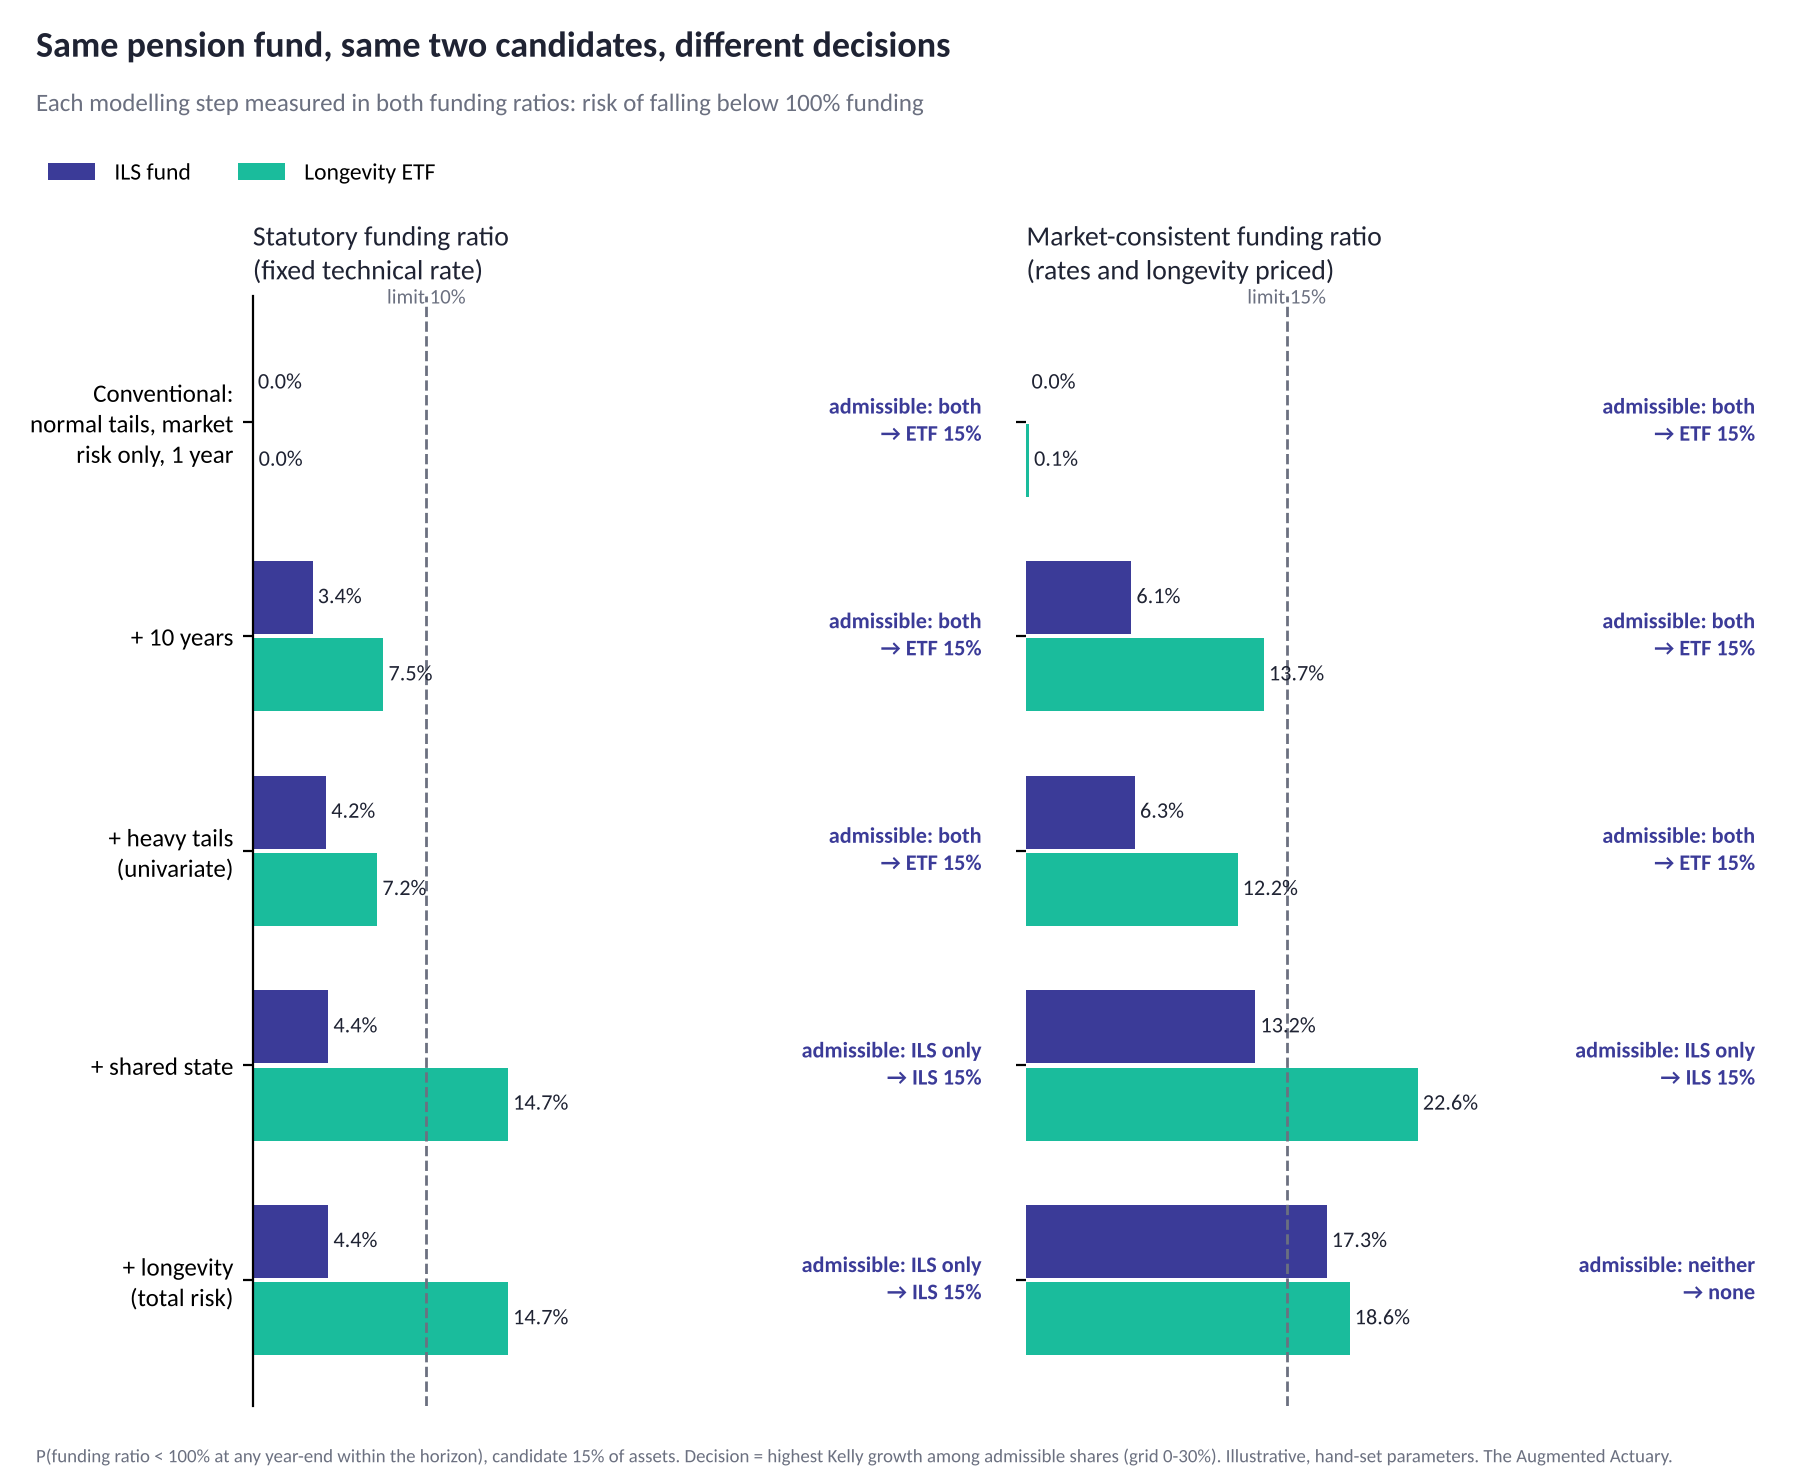 Same pension fund, same two candidates, different decisions
Each modelling step measured in both funding ratios: risk of falling below 100% funding
ILS fund
Longevity ETF
Statutory funding ratio
(fixed technical rate)
limit 10%
Conventional:
normal tails, market
risk only, 1 year
0.0%
0.0%
admissible: both
→ ETF 15%
+ 10 years
3.4%
7.5%
admissible: both
→ ETF 15%
+ heavy tails
(univariate)
4.2%
7.2%
admissible: both
→ ETF 15%
+ shared state
4.4%
14.7%
admissible: ILS only
→ ILS 15%
+ longevity
(total risk)
4.4%
14.7%
admissible: ILS only
→ ILS 15%
Market-consistent funding ratio
(rates and longevity priced)
limit 15%
0.0%
0.1%
admissible: both
→ ETF 15%
6.1%
13.7%
admissible: both
→ ETF 15%
6.3%
12.2%
admissible: both
→ ETF 15%
13.2%
22.6%
admissible: ILS only
→ ILS 15%
17.3%
18.6%
admissible: neither
→ none
P(funding ratio < 100% at any year-end within the horizon), candidate 15% of assets. Decision = highest Kelly growth among admissible shares (grid 0-30%). Illustrative, hand-set parameters. The Augmented Actuary.